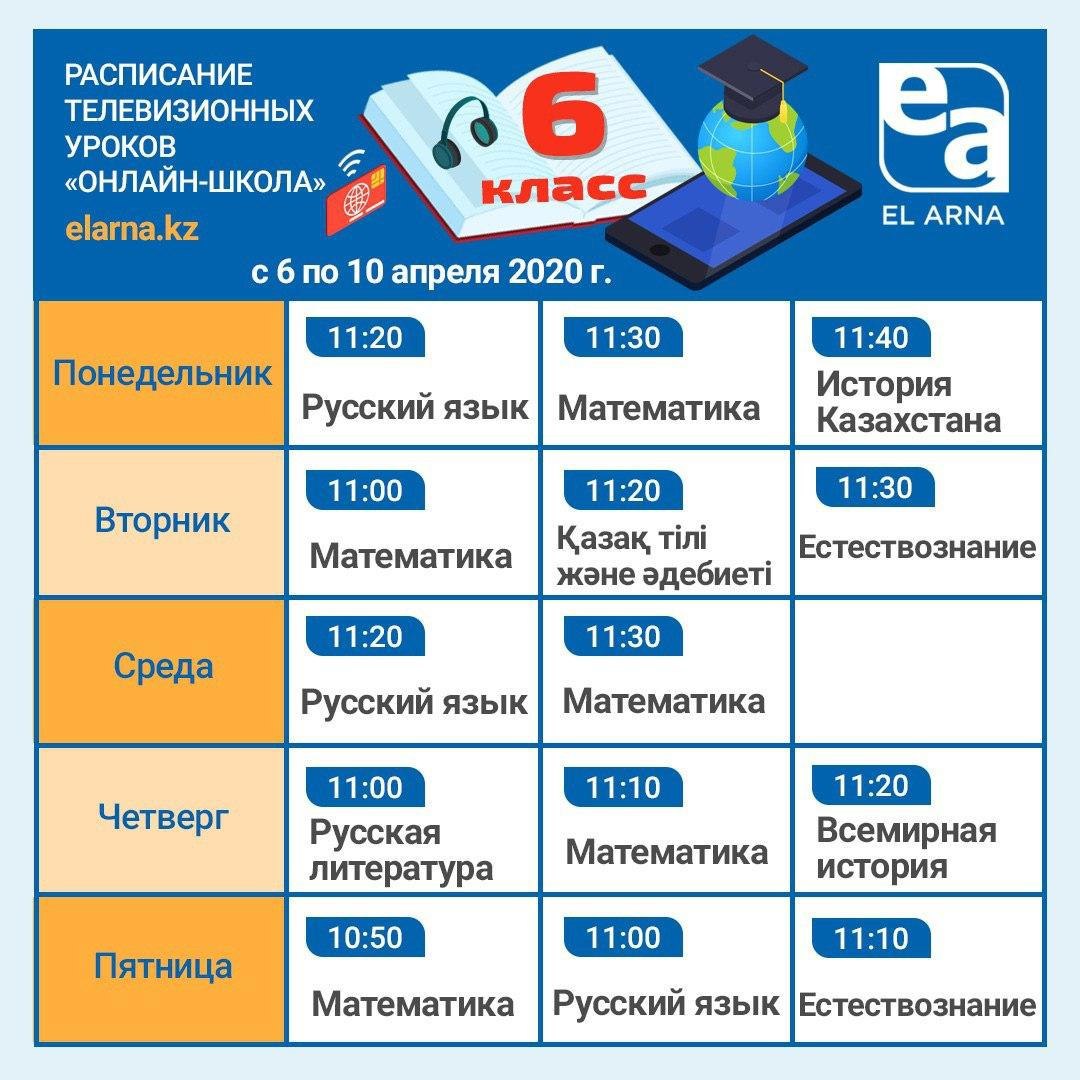 РАСПИСАНИЕ
ТЕЛЕВИЗИОННЫХ
УРОКОВ
«ОНЛАЙН-ШКОЛА»
elarna.kz
6
класс
ea
EL ARNA
с 6 по 10 апреля 2020 г.
Понедельник
11:20
Русский язык
11:30
Математика
11:40
История
Казахстана
Вторник
11:00
Математика
11:20
Қазақ тілі
және әдебиеті
11:30
Естествознание
Среда
11:20
Русский язык
11:30
Математика
Четверг
11:00
Русская
литература
11:10
Математика
11:20
Всемирная
история
Пятница
10:50
Математика
11:00
Русский язык
11:10
Естествознание